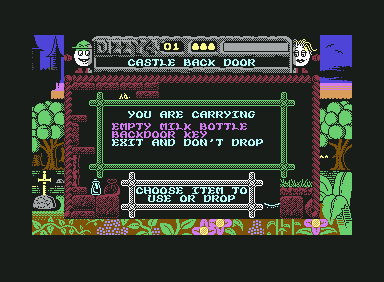 DIZZY 01
CASTLE BACK DOOR
YOU ARE CARRYING
EMPTY MILK BOTTLE
BACKDOOR KEY
EXIT AND DON'T DROP
CHOOSE ITEM TO
USE OR DROP